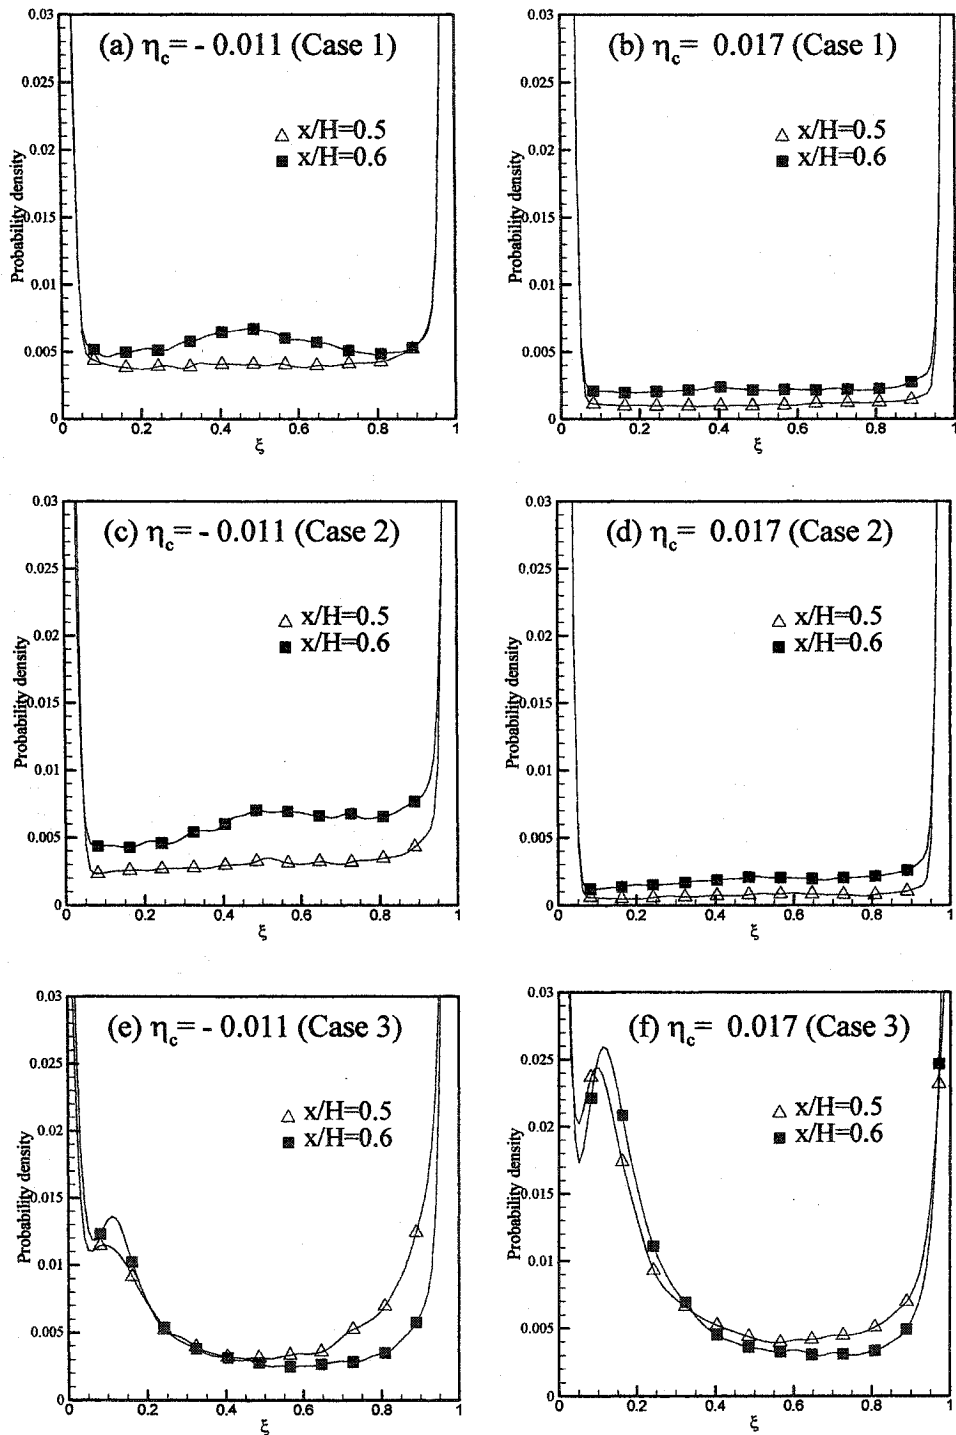 (a) η_c = - 0.011 (Case 1)
Probability density
0.03
0.025
0.02
0.015
0.01
0.005
0
△ x/H=0.5
■ x/H=0.6
0 0.2 0.4 0.6 0.8 1
ξ
(b) η_c = 0.017 (Case 1)
Probability density
0.03
0.025
0.02
0.015
0.01
0.005
0
△ x/H=0.5
■ x/H=0.6
0 0.2 0.4 0.6 0.8 1
ξ
(c) η_c = - 0.011 (Case 2)
Probability density
0.03
0.025
0.02
0.015
0.01
0.005
0
△ x/H=0.5
■ x/H=0.6
0 0.2 0.4 0.6 0.8 1
ξ
(d) η_c = 0.017 (Case 2)
Probability density
0.03
0.025
0.02
0.015
0.01
0.005
0
△ x/H=0.5
■ x/H=0.6
0 0.2 0.4 0.6 0.8 1
ξ
(e) η_c = - 0.011 (Case 3)
Probability density
0.03
0.025
0.02
0.015
0.01
0.005
0
△ x/H=0.5
■ x/H=0.6
0 0.2 0.4 0.6 0.8 1
ξ
(f) η_c = 0.017 (Case 3)
Probability density
0.03
0.025
0.02
0.015
0.01
0.005
0
△ x/H=0.5
■ x/H=0.6
0 0.2 0.4 0.6 0.8 1
ξ